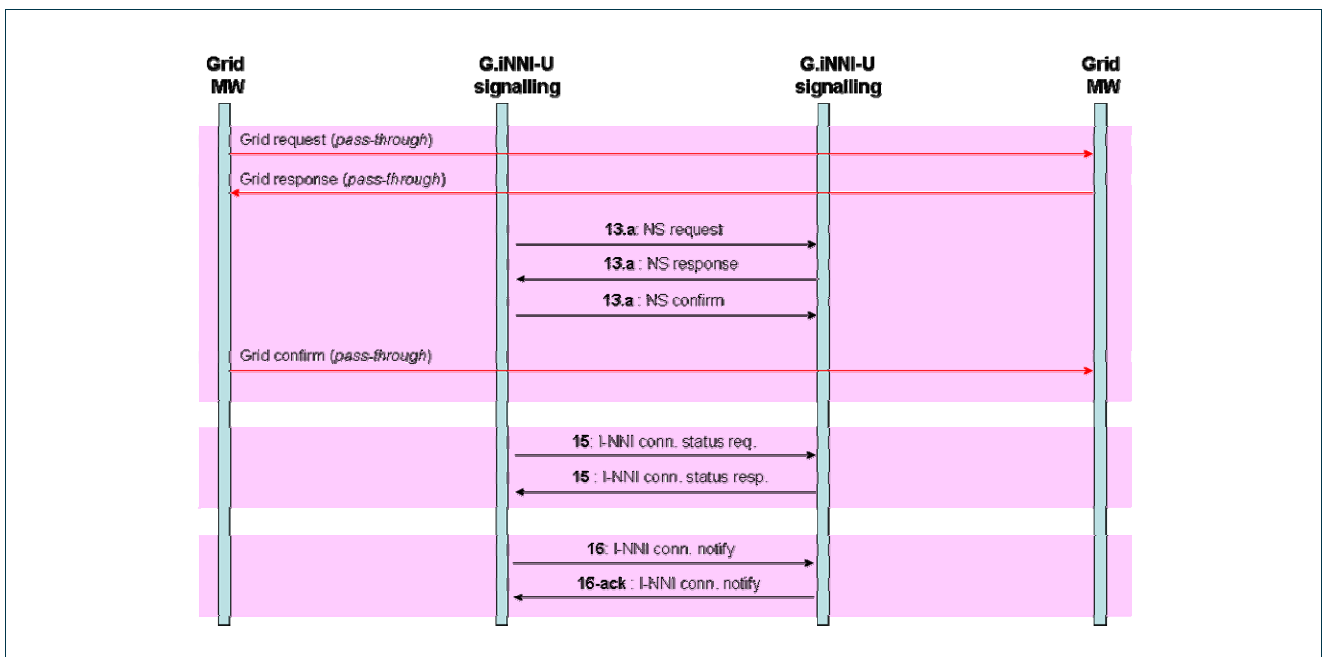 Grid MW
G.iNNI-U signalling
G.iNNI-U signalling
Grid MW
Grid request (pass-through)
Grid response (pass-through)
13.a: NS request
13.a : NS response
13.a : NS confirm
Grid confirm (pass-through)
15: I-NNI conn. status req.
15 : I-NNI conn. status resp.
16: I-NNI conn. notify
16-ack : I-NNI conn. notify